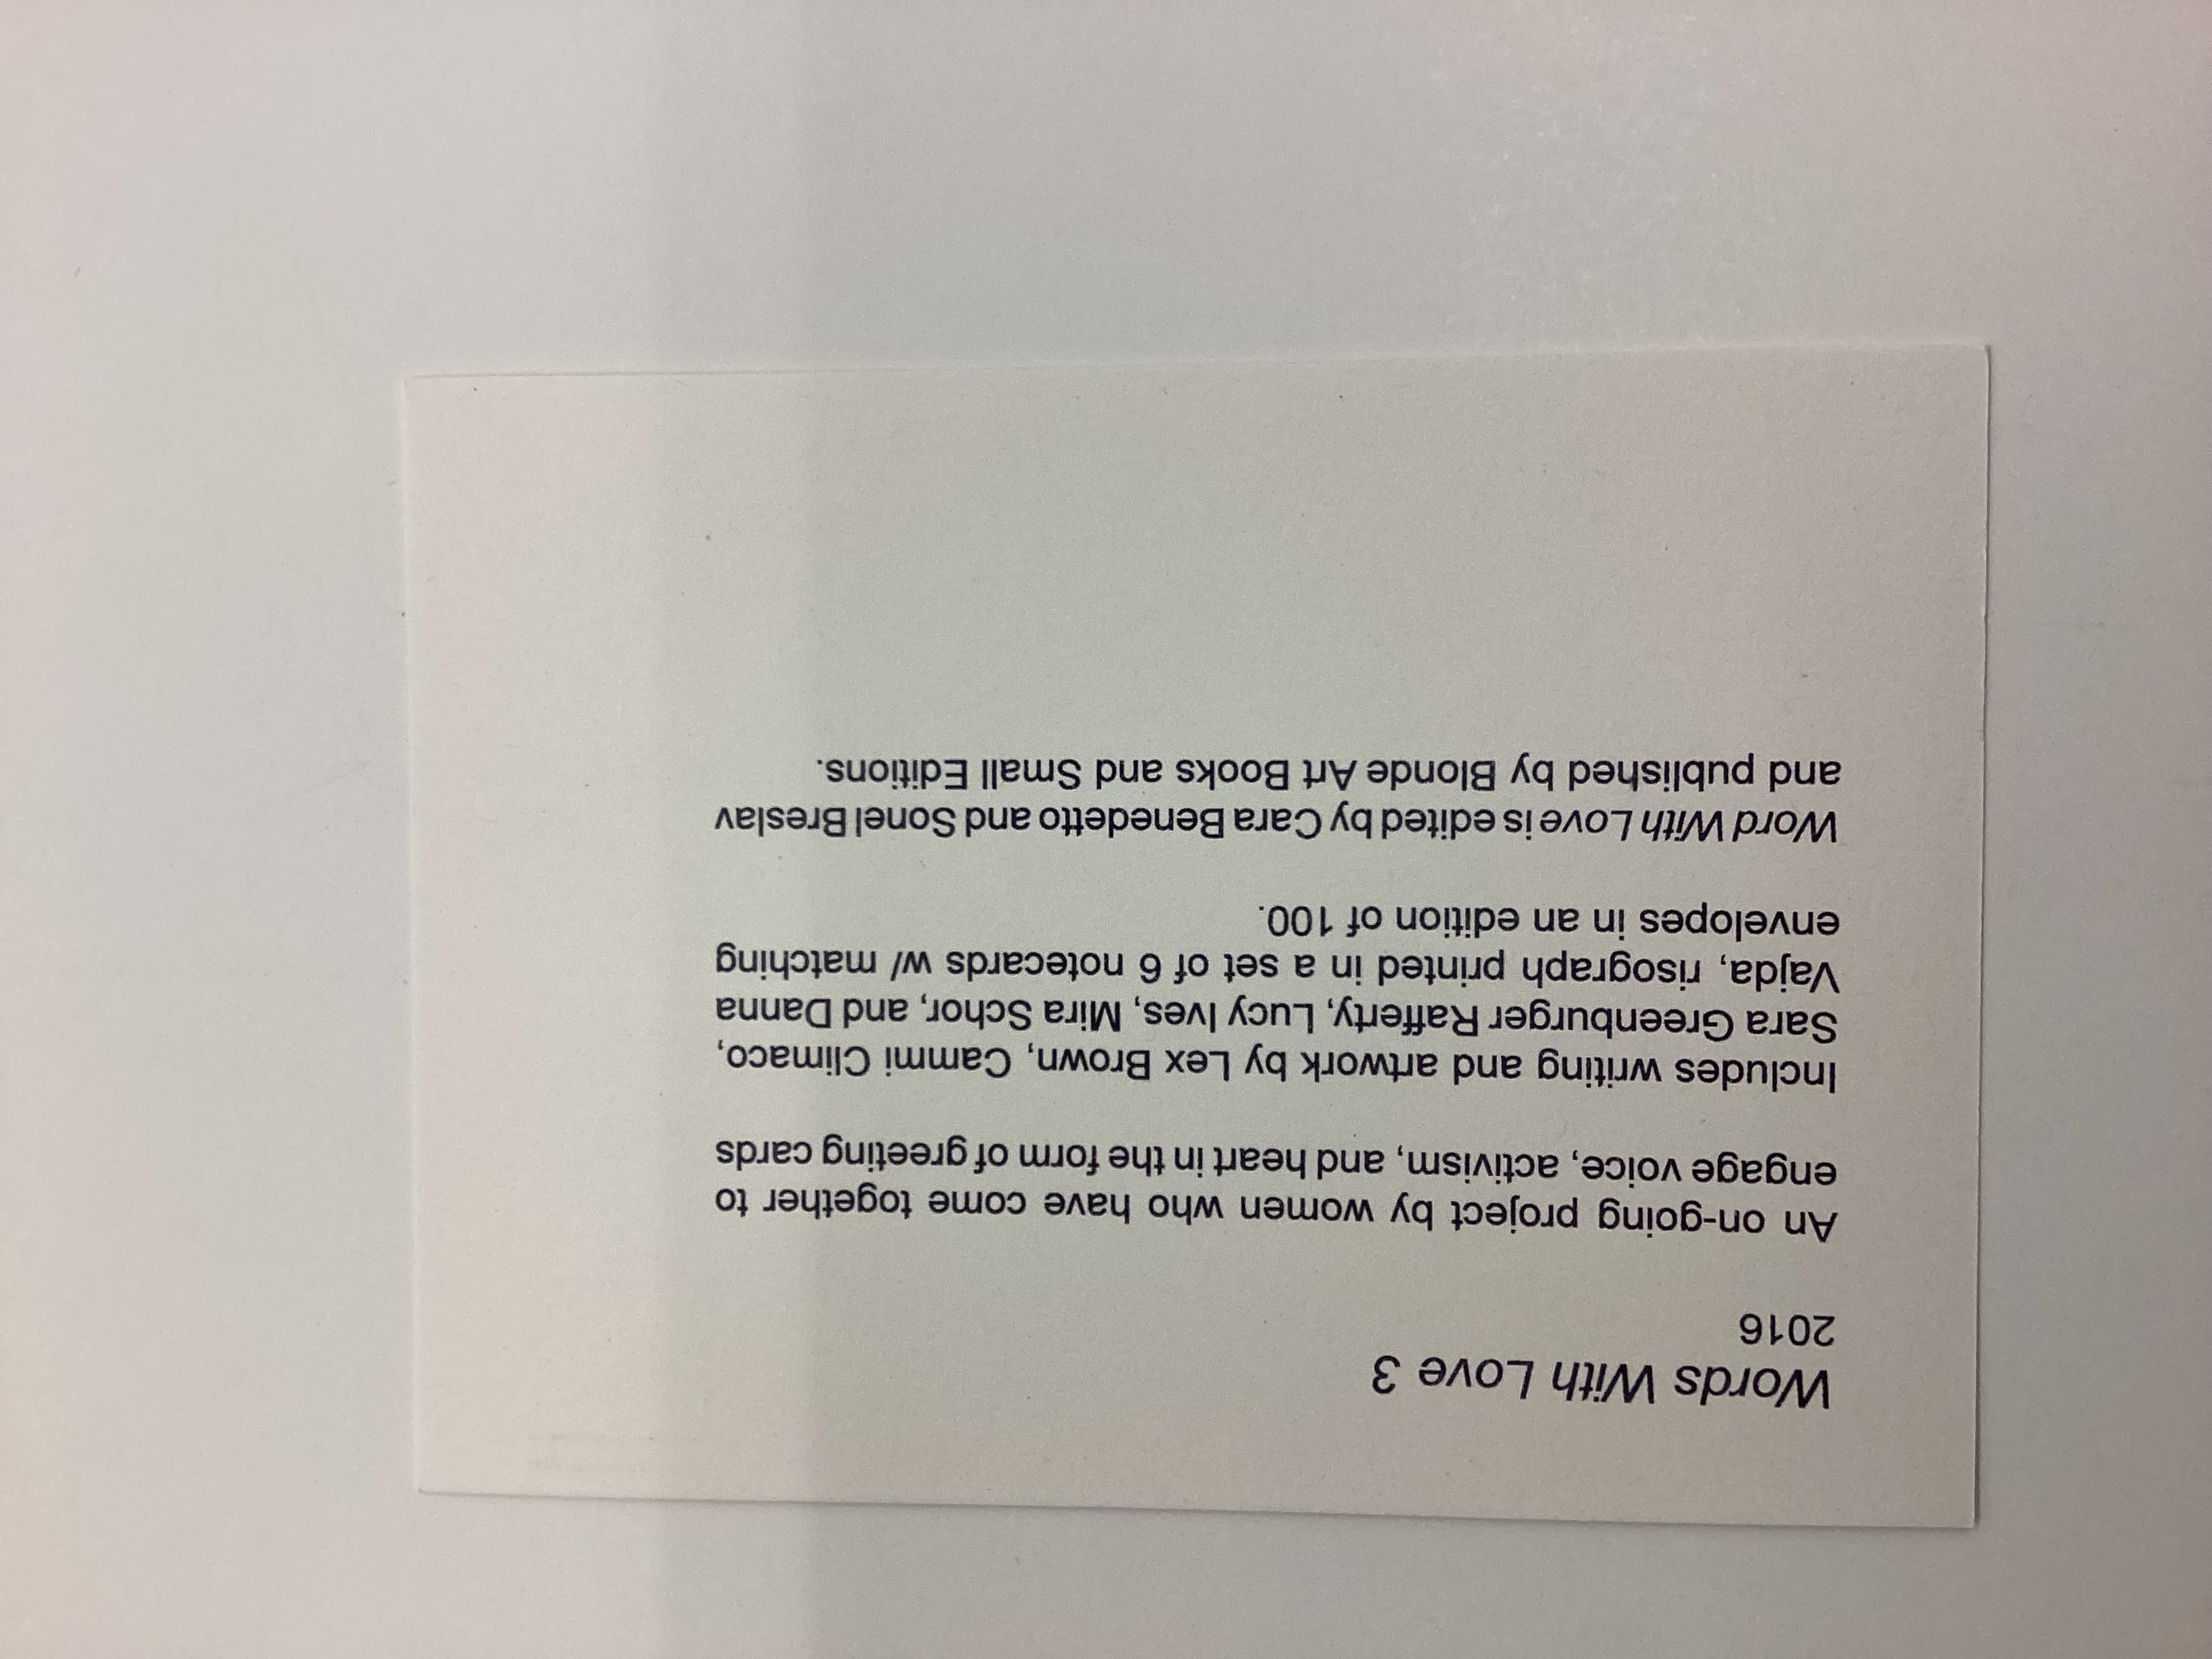 Words With Love 3
2016
An on-going project by women who have come together to
engage voice, activism, and heart in the form of greeting cards
Includes writing and artwork by Lex Brown, Cammi Climaco,
Sara Greenburger Rafferty, Lucy Ives, Mira Schor, and Danna
Vajda, risograph printed in a set of 6 notecards w/ matching
envelopes in an edition of 100.
Word With Love is edited by Cara Benedetto and Sonel Breslav
and published by Blonde Art Books and Small Editions.